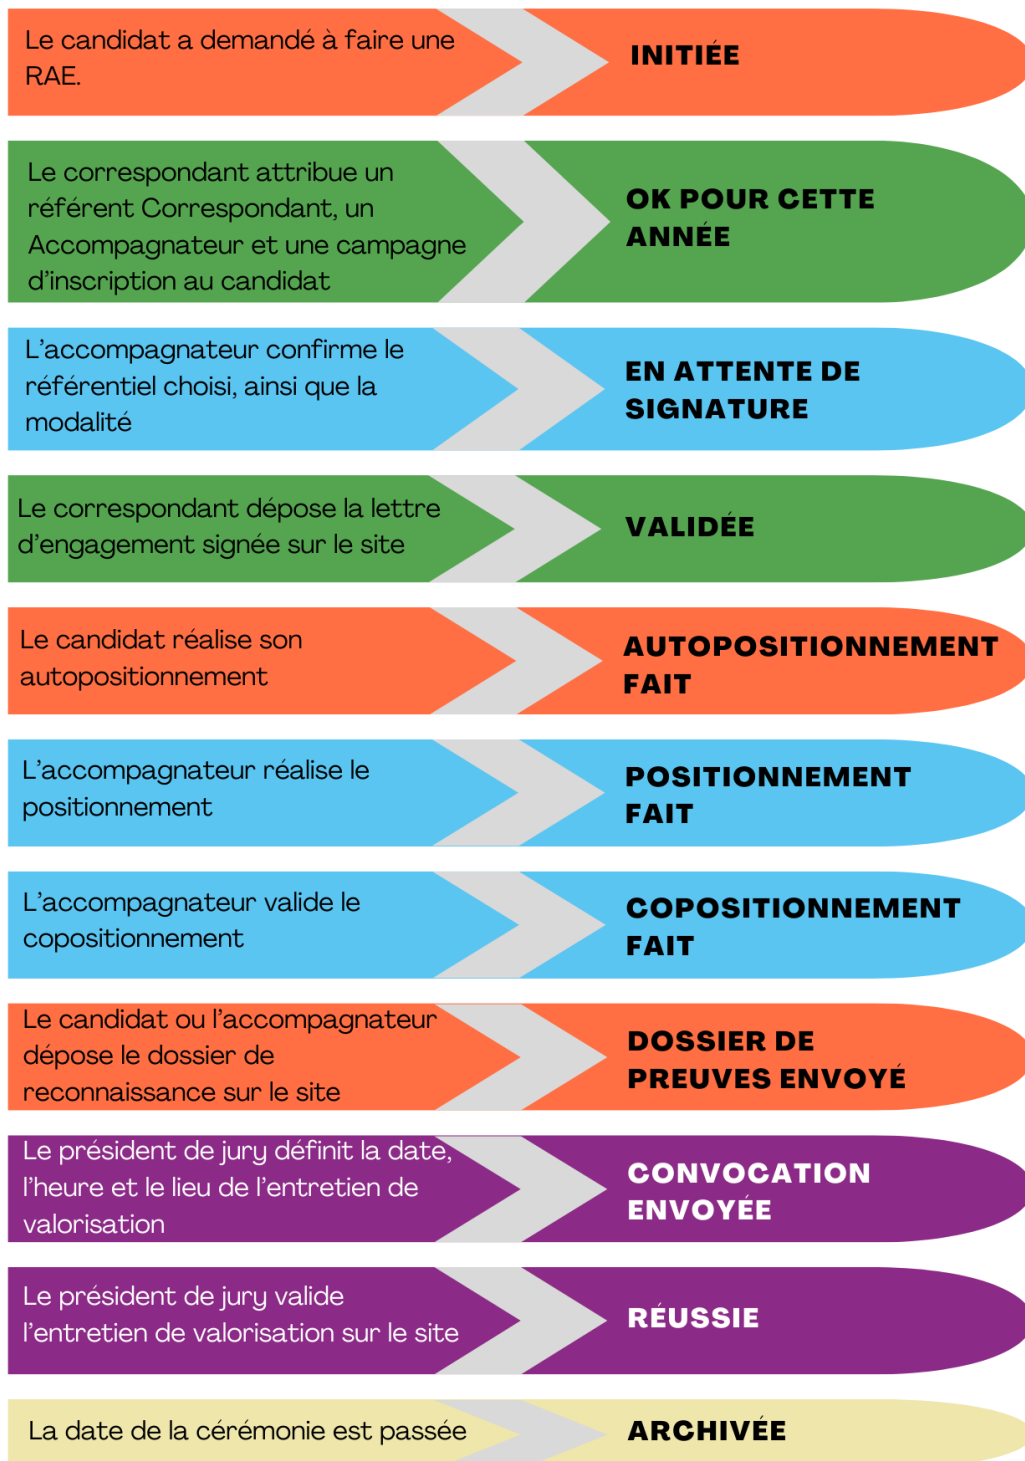 Le candidat a demandé à faire une
RAE.
INITIÉE
Le correspondant attribue un
référent Correspondant, un
Accompagnateur et une campagne
d'inscription au candidat
OK POUR CETTE
ANNÉE
L'accompagnateur confirme le
référentiel choisi, ainsi que la
modalité
EN ATTENTE DE
SIGNATURE
Le correspondant dépose la lettre
d'engagement signée sur le site
VALIDÉE
Le candidat réalise son
autopositionnement
AUTOPOSITIONNEMENT
FAIT
L'accompagnateur réalise le
positionnement
POSITIONNEMENT
FAIT
L'accompagnateur valide le
copositionnement
COPOSITIONNEMENT
FAIT
Le candidat ou l'accompagnateur
dépose le dossier de
reconnaissance sur le site
DOSSIER DE
PREUVES ENVOYÉ
Le président de jury définit la date,
l'heure et le lieu de l'entretien de
valorisation
CONVOCATION
ENVOYÉE
Le président de jury valide
l'entretien de valorisation sur le site
RÉUSSIE
La date de la cérémonie est passée
ARCHIVÉE